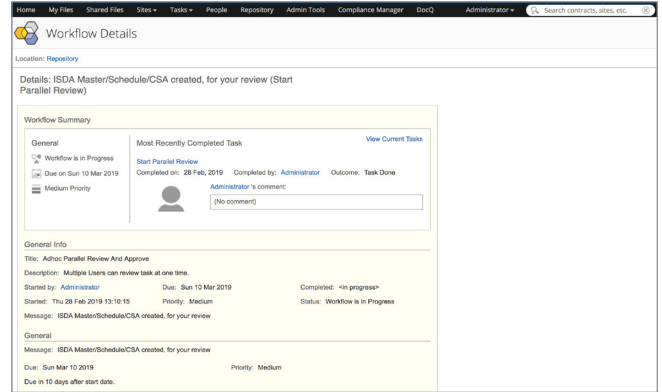 Home My Files Shared Files Sites Tasks People Repository Admin Tools Compliance Manager DocQ Administrator Search contracts, sites, etc.
Workflow Details
Location: Repository
Details: ISDA Master/Schedule/CSA created, for your review (Start
Parallel Review)
Workflow Summary
General
Workflow is in Progress
Due on Sun 10 Mar 2019
Medium Priority
Most Recently Completed Task
View Current Tasks
Start Parallel Review
Completed on: 28 Feb, 2019 Completed by: Administrator Outcome: Task Done
Administrator 's comment:
(No comment)
General Info
Title: Adhoc Parallel Review And Approve
Description: Multiple Users can review task at one time.
Started by: Administrator Due: Sun 10 Mar 2019 Completed: <in progress>
Started: Thu 28 Feb 2019 13:10:15 Priority: Medium Status: Workflow is in Progress
Message: ISDA Master/Schedule/CSA created, for your review
General
Message: ISDA Master/Schedule/CSA created, for your review
Due: Sun Mar 10 2019 Priority: Medium
Due in 10 days after start date.